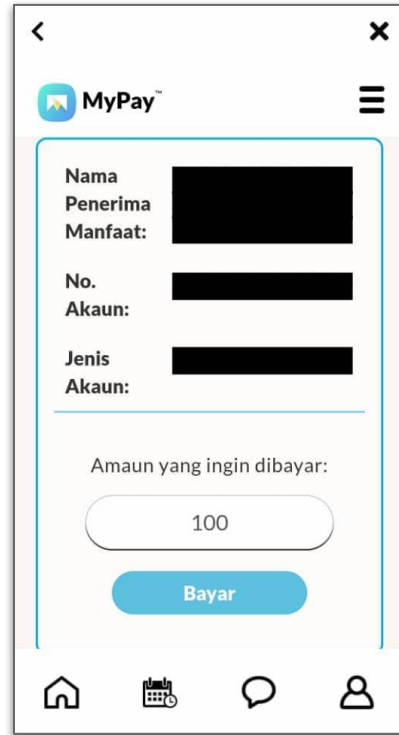 MyPay™
Nama
Penerima
Manfaat:
No.
Akaun:
Jenis
Akaun:
Amaun yang ingin dibayar:
100
Bayar